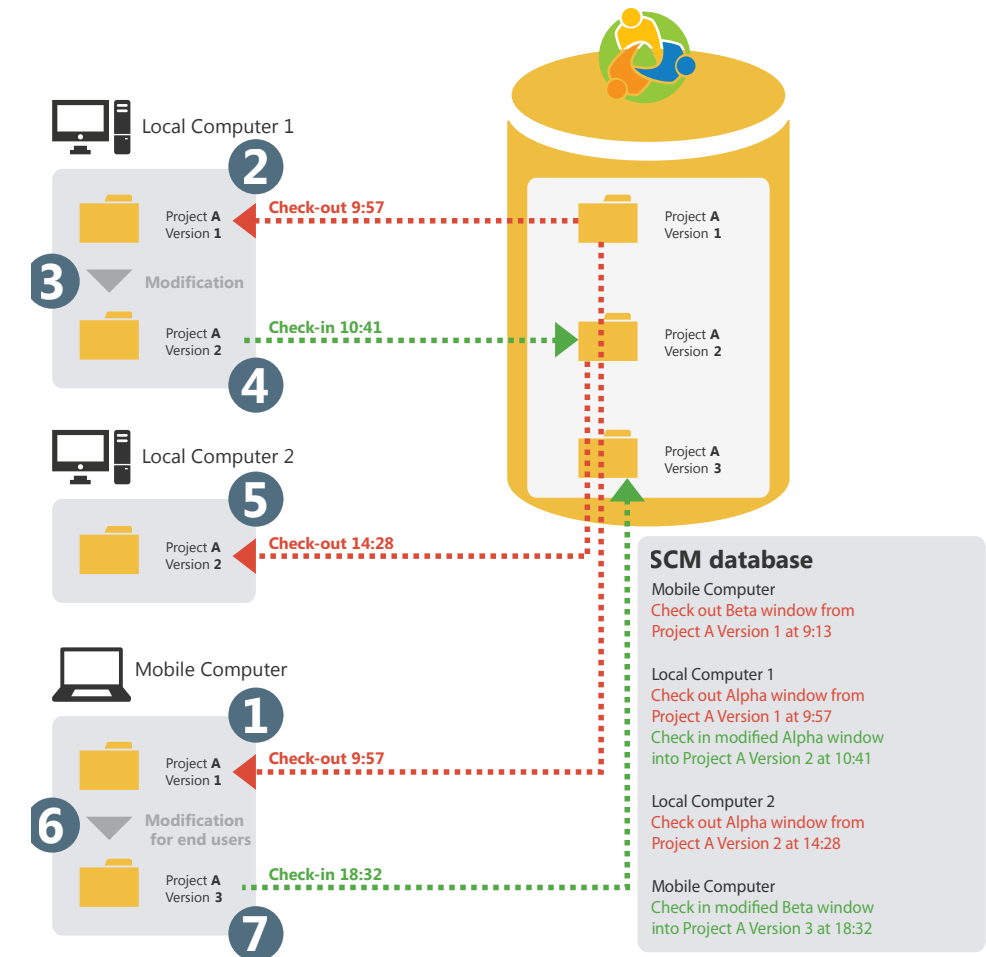 Local Computer 1
2
Project A
Version 1
Check-out 9:57
Project A
Version 1
3
Modification
Project A
Version 2
Check-in 10:41
Project A
Version 2
4
Local Computer 2
5
Project A
Version 3
Project A
Version 2
Check-out 14:28
Mobile Computer
1
Project A
Version 1
Check-out 9:57
6
Modification
for end users
Project A
Version 3
Check-in 18:32
7
SCM database
Mobile Computer
Check out Beta window from
Project A Version 1 at 9:13
Local Computer 1
Check out Alpha window from
Project A Version 1 at 9:57
Check in modified Alpha window
into Project A Version 2 at 10:41
Local Computer 2
Check out Alpha window from
Project A Version 2 at 14:28
Mobile Computer
Check in modified Beta window
into Project A Version 3 at 18:32